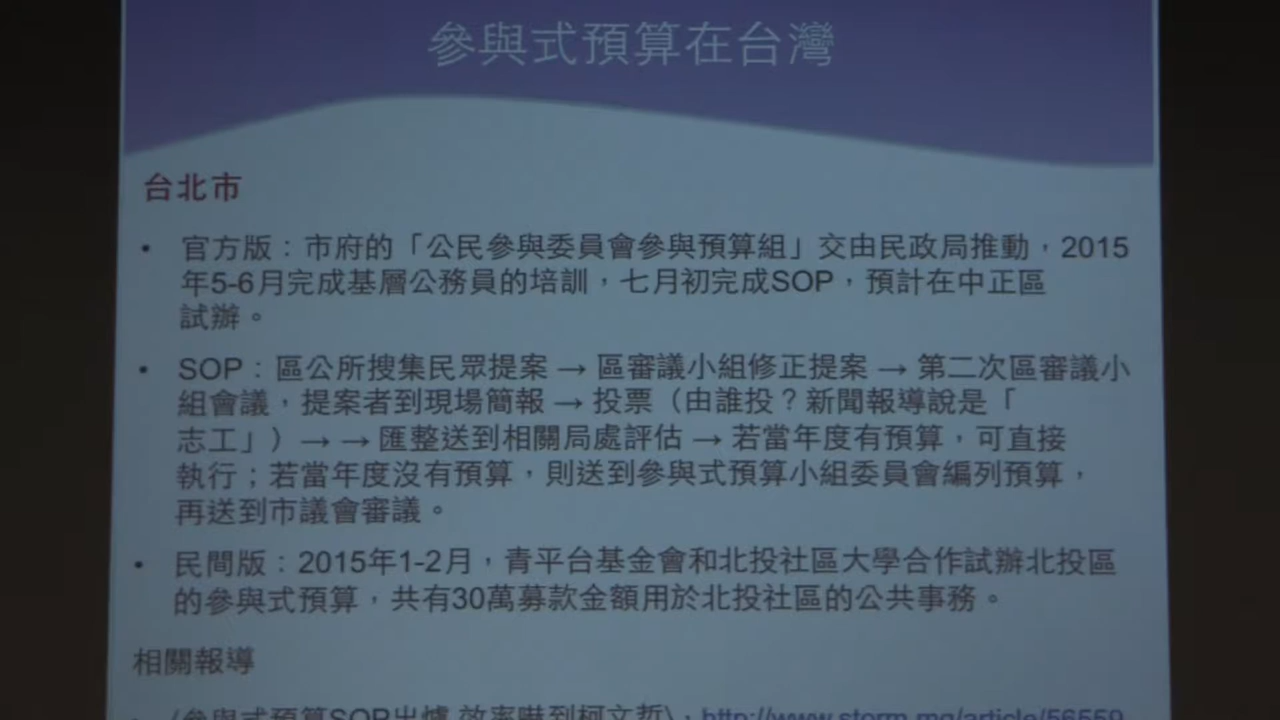 參與式預算在台灣
台北市
• 官方版：市府的「公民參與委員會參與預算組」交由民政局推動，2015
年5-6月完成基層公務員的培訓，七月初完成SOP，預計在中正區
試辦。
• SOP：區公所搜集民眾提案 → 區審議小組修正提案 → 第二次區審議小
組會議，提案者到現場簡報 → 投票（由誰投？新聞報導說是「
志工」）→ → 匯整送到相關局處評估 → 若當年度有預算，可直接
執行；若當年度沒有預算，則送到參與式預算小組委員會編列預算，
再送到市議會審議。
• 民間版：2015年1-2月，青平台基金會和北投社區大學合作試辦北投區
的參與式預算，共有30萬募款金額用於北投社區的公共事務。
相關報導
• 〈參與式預算SOP出爐 效率嚇到柯文哲〉，http://www.storm.mg/article/56559